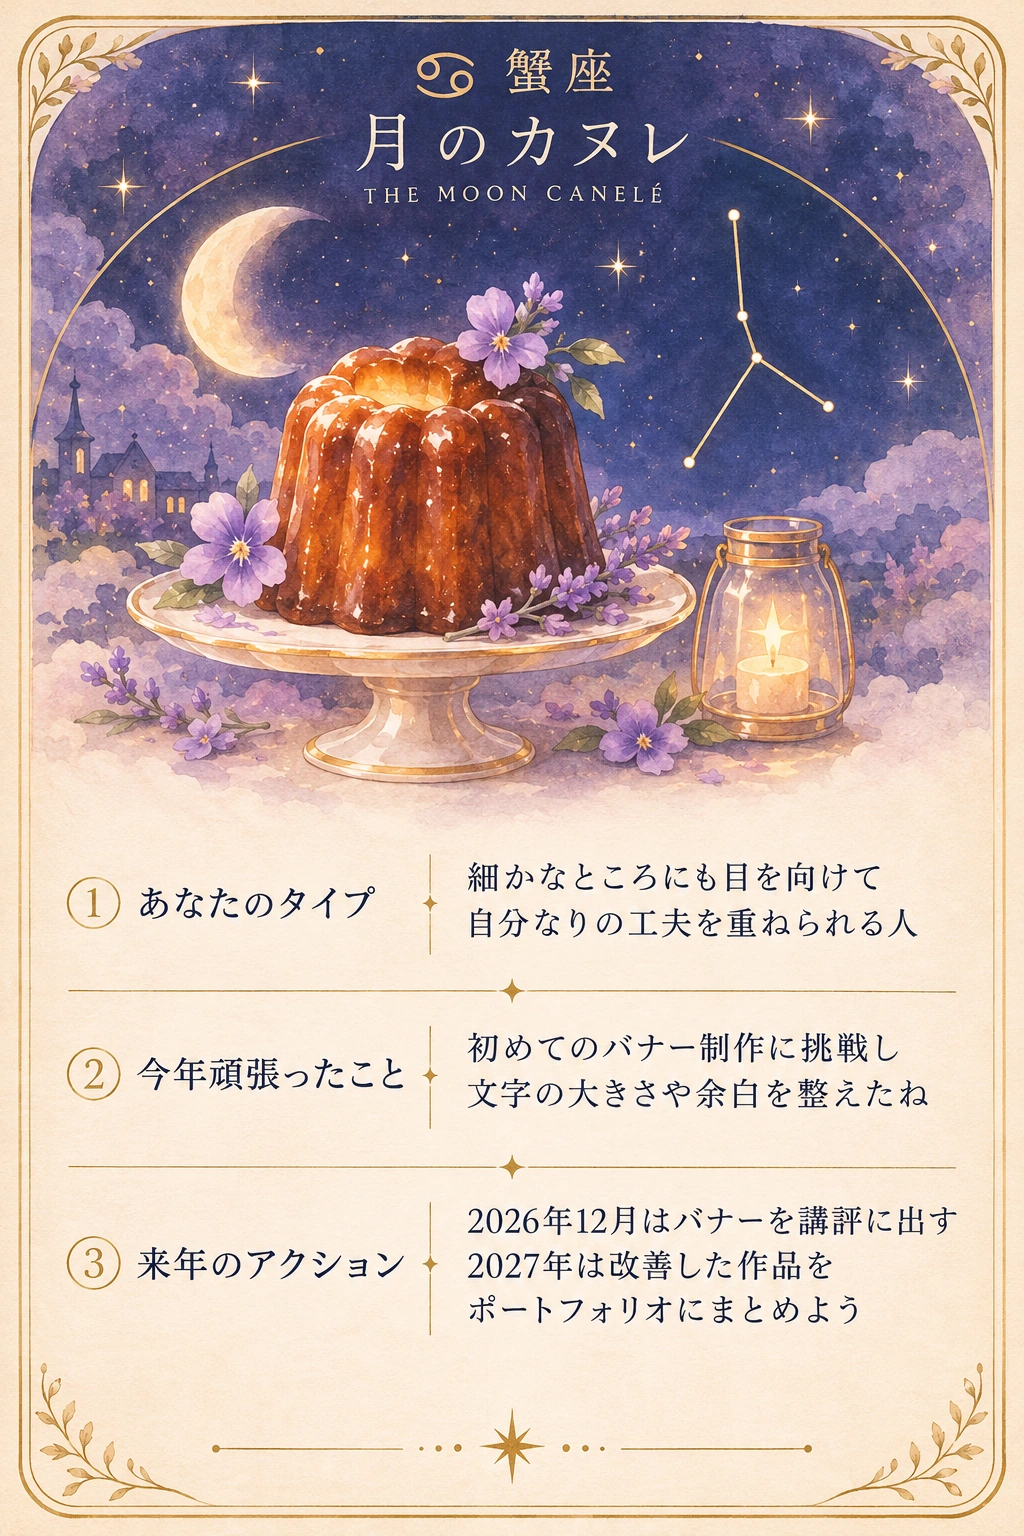 ♋ 蟹座
月のカヌレ
THE MOON CANELÉ
① あなたのタイプ
細かなところにも目を向けて
自分なりの工夫を重ねられる人
② 今年頑張ったこと
初めてのバナー制作に挑戦し
文字の大きさや余白を整えたね
③ 来年のアクション
2026年12月はバナーを講評に出す
2027年は改善した作品を
ポートフォリオにまとめよう